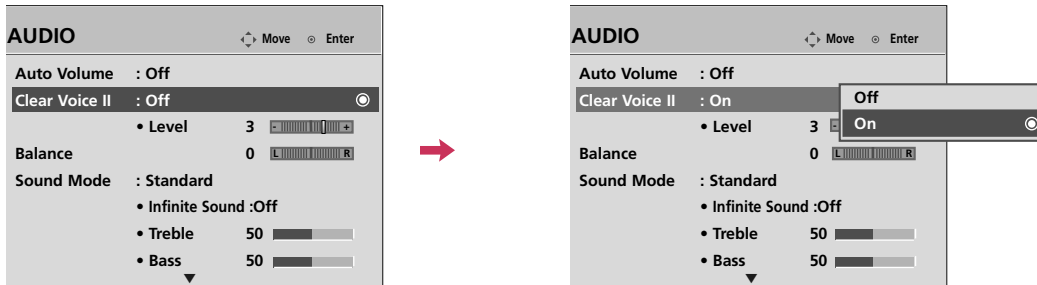 AUDIO Move Enter
Auto Volume : Off
Clear Voice II : Off
• Level 3 - +
Balance 0 L R
Sound Mode : Standard
• Infinite Sound :Off
• Treble 50
• Bass 50
AUDIO Move Enter
Auto Volume : Off
Clear Voice II : On
• Level 3 -
Balance 0 L R
Sound Mode : Standard
• Infinite Sound :Off
• Treble 50
• Bass 50
Off
On